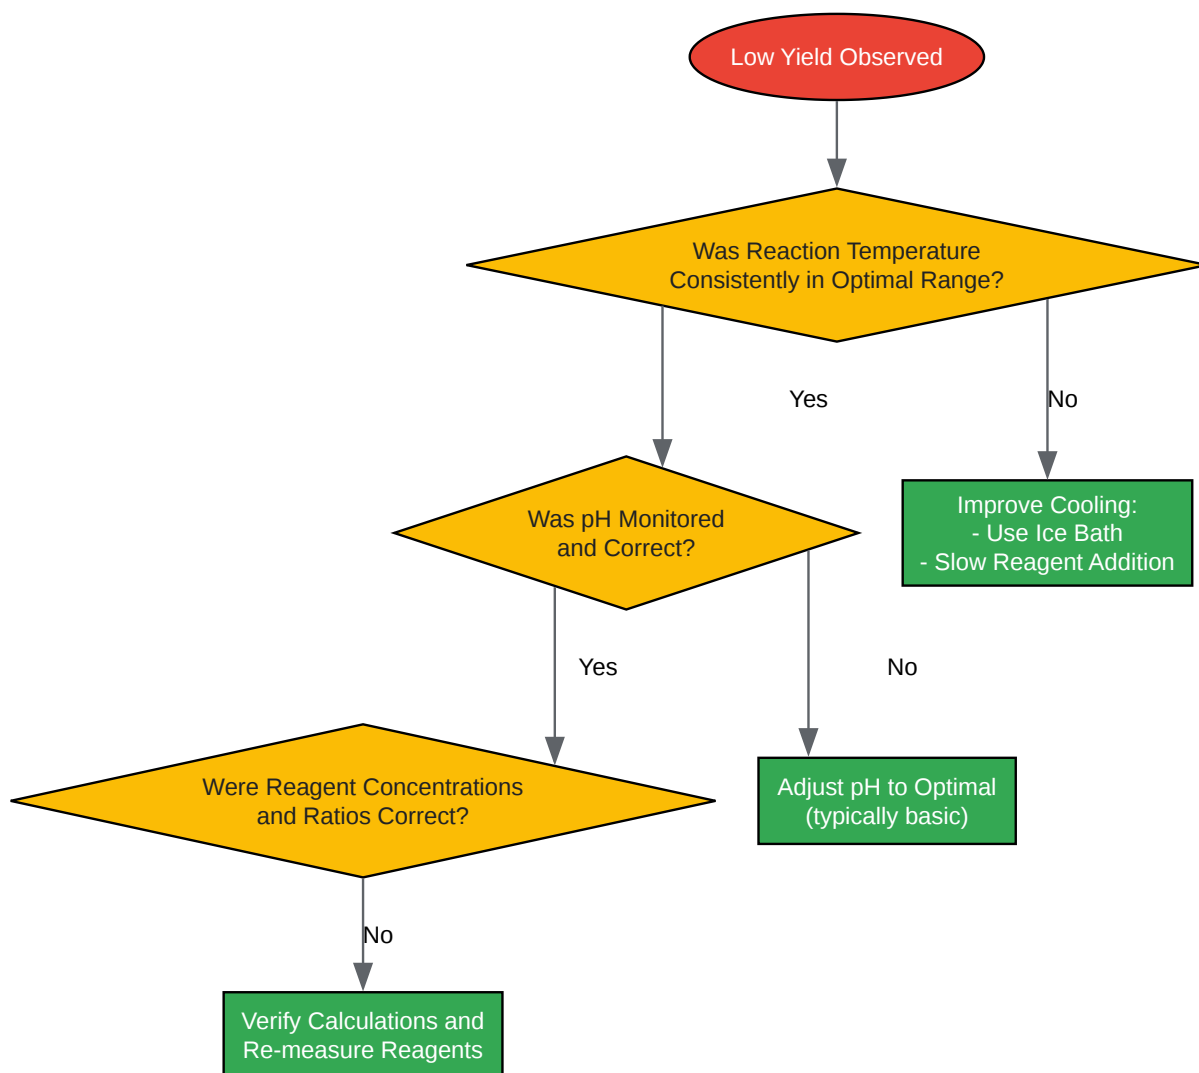 Low Yield Observed
Was Reaction Temperature
Consistently in Optimal Range?
Yes
No
Was pH Monitored
and Correct?
Improve Cooling:
- Use Ice Bath
- Slow Reagent Addition
Yes
No
Were Reagent Concentrations
and Ratios Correct?
Adjust pH to Optimal
(typically basic)
No
Verify Calculations and
Re-measure Reagents